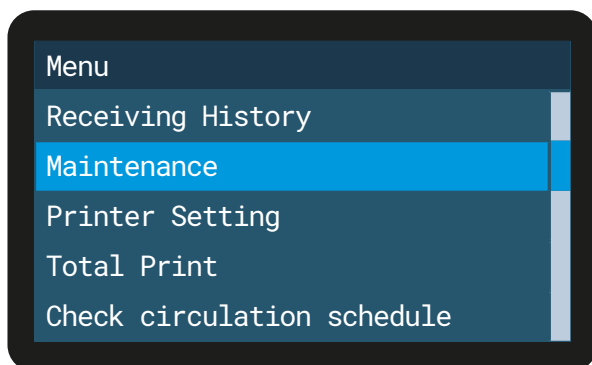 Menu
Receiving History
Maintenance
Printer Setting
Total Print
Check circulation schedule